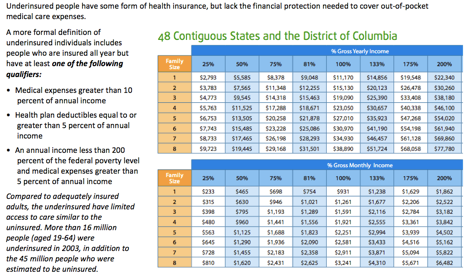 Underinsured people have some form of health insurance, but lack the financial protection needed to cover out-of-pocket
medical care expenses.
A more formal definition of
underinsured individuals includes
people who are insured all year but
have at least one of the following
qualifiers:
• Medical expenses greater than 10
percent of annual income
• Health plan deductibles equal to or
greater than 5 percent of annual
income
• An annual income less than 200
percent of the federal poverty level
and medical expenses greater than
5 percent of annual income
Compared to adequately insured
adults, the underinsured have limited
access to care similar to the
uninsured. More than 16 million
people (aged 19-64) were
underinsured in 2003, in addition to
the 45 million people who were
estimated to be uninsured.
48 Contiguous States and the District of Columbia
% Gross Yearly Income
Family Size 25% 50% 75% 81% 100% 133% 175% 200%
1 $2,793 $5,585 $8,378 $9,048 $11,170 $14,856 $19,548 $22,340
2 $3,783 $7,565 $11,348 $12,255 $15,130 $20,123 $26,478 $30,260
3 $4,773 $9,545 $14,318 $15,463 $19,090 $25,390 $33,408 $38,180
4 $5,763 $11,525 $17,288 $18,671 $23,050 $30,657 $40,338 $46,100
5 $6,753 $13,505 $20,258 $21,878 $27,010 $35,923 $47,268 $54,020
6 $7,743 $15,485 $23,228 $25,086 $30,970 $41,190 $54,198 $61,940
7 $8,733 $17,465 $26,198 $28,293 $34,930 $46,457 $61,128 $69,860
8 $9,723 $19,445 $29,168 $31,501 $38,890 $51,724 $68,058 $77,780
% Gross Monthly Income
Family Size 25% 50% 75% 81% 100% 133% 175% 200%
1 $233 $465 $698 $754 $931 $1,238 $1,629 $1,862
2 $315 $630 $946 $1,021 $1,261 $1,677 $2,206 $2,522
3 $398 $795 $1,193 $1,289 $1,591 $2,116 $2,784 $3,182
4 $480 $960 $1,441 $1,556 $1,921 $2,555 $3,361 $3,842
5 $563 $1,125 $1,688 $1,823 $2,251 $2,994 $3,939 $4,502
6 $645 $1,290 $1,936 $2,090 $2,581 $3,433 $4,516 $5,162
7 $728 $1,455 $2,183 $2,358 $2,911 $3,871 $5,094 $5,822
8 $810 $1,620 $2,431 $2,625 $3,241 $4,310 $5,671 $6,482